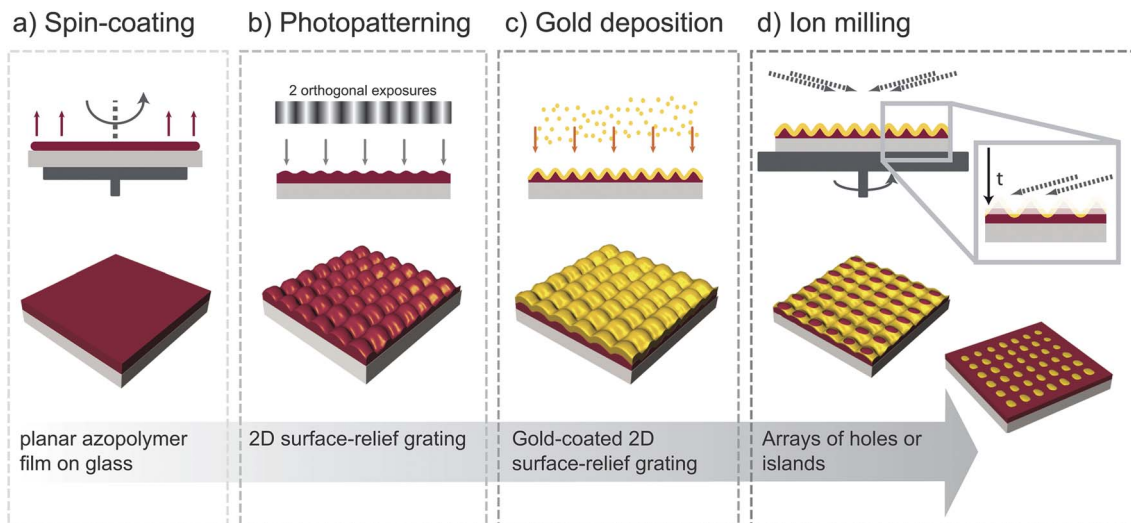 a) Spin-coating
b) Photopatterning
c) Gold deposition
d) Ion milling
2 orthogonal exposures
t
planar azopolymer
film on glass
2D surface-relief grating
Gold-coated 2D
surface-relief grating
Arrays of holes or
islands